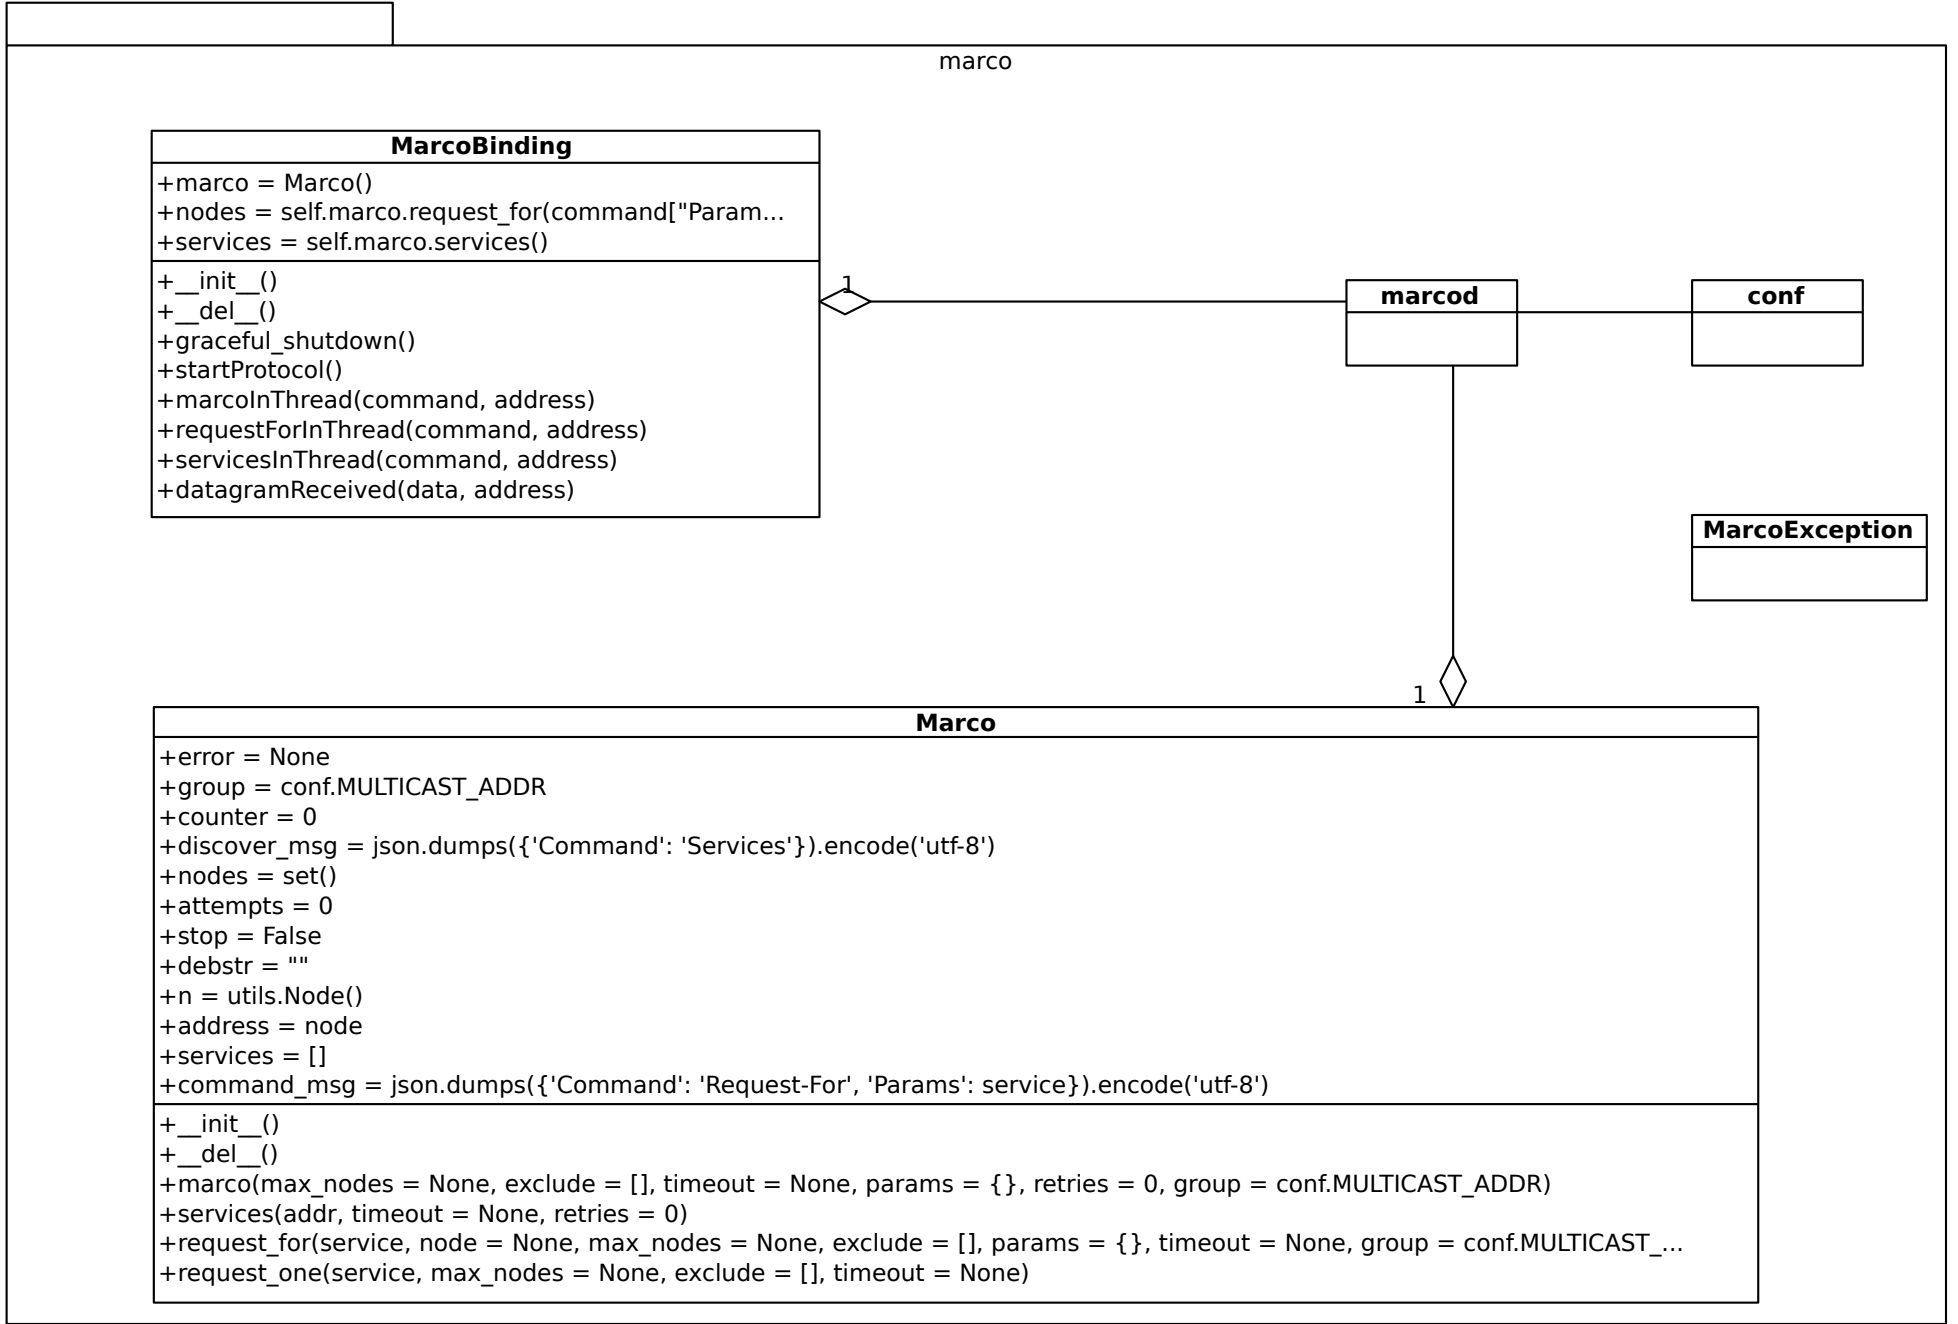 marco
MarcoBinding
+marco = Marco()
+nodes = self.marco.request_for(command["Param...
+services = self.marco.services()
+__init__()
+__del__()
+graceful_shutdown()
+startProtocol()
+marcoInThread(command, address)
+requestForInThread(command, address)
+servicesInThread(command, address)
+datagramReceived(data, address)
1
marcod
conf
MarcoException
1
Marco
+error = None
+group = conf.MULTICAST_ADDR
+counter = 0
+discover_msg = json.dumps({'Command': 'Services'}).encode('utf-8')
+nodes = set()
+attempts = 0
+stop = False
+debstr = ""
+n = utils.Node()
+address = node
+services = []
+command_msg = json.dumps({'Command': 'Request-For', 'Params': service}).encode('utf-8')
+__init__()
+__del__()
+marco(max_nodes = None, exclude = [], timeout = None, params = {}, retries = 0, group = conf.MULTICAST_ADDR)
+services(addr, timeout = None, retries = 0)
+request_for(service, node = None, max_nodes = None, exclude = [], params = {}, timeout = None, group = conf.MULTICAST_...
+request_one(service, max_nodes = None, exclude = [], timeout = None)